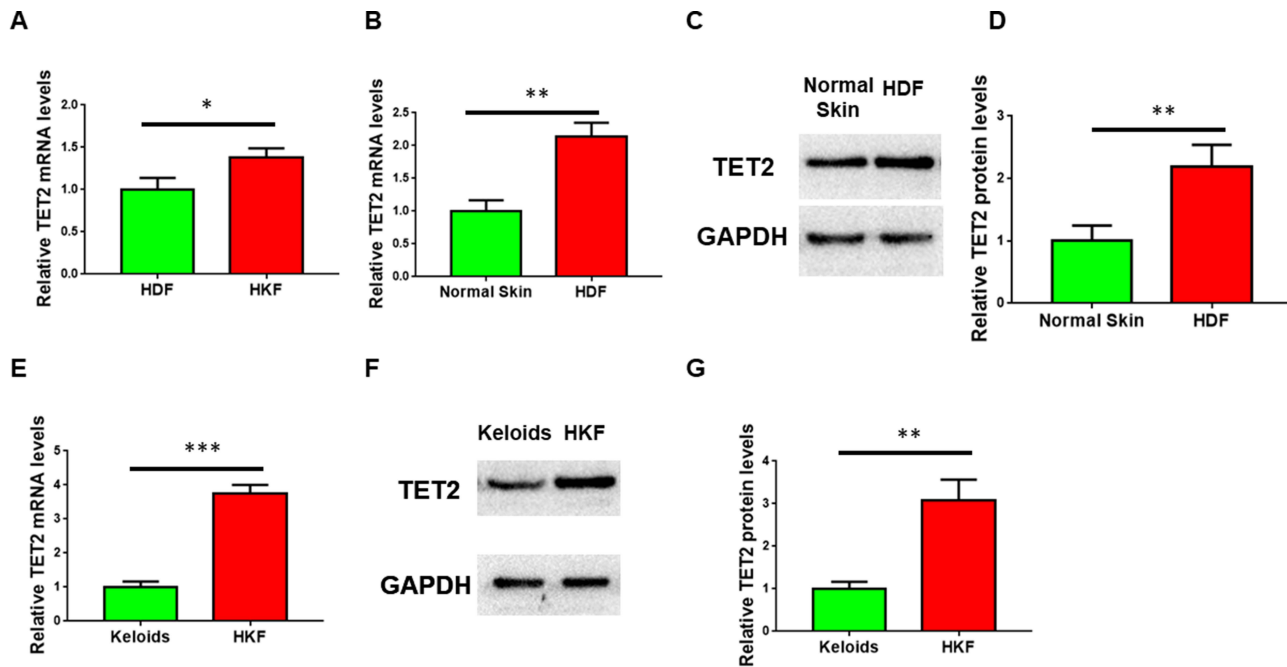 A
Relative TET2 mRNA levels
2.0
1.5
1.0
0.5
0.0
*
HDF HKF
B
Relative TET2 mRNA levels
2.5
2.0
1.5
1.0
0.5
0.0
**
Normal Skin HDF
C
Normal
Skin HDF
TET2
GAPDH
D
Relative TET2 protein levels
3
2
1
0
**
Normal Skin HDF
E
Relative TET2 mRNA levels
5
4
3
2
1
0
***
Keloids HKF
F
Keloids HKF
TET2
GAPDH
G
Relative TET2 protein levels
4
3
2
1
0
**
Keloids HKF